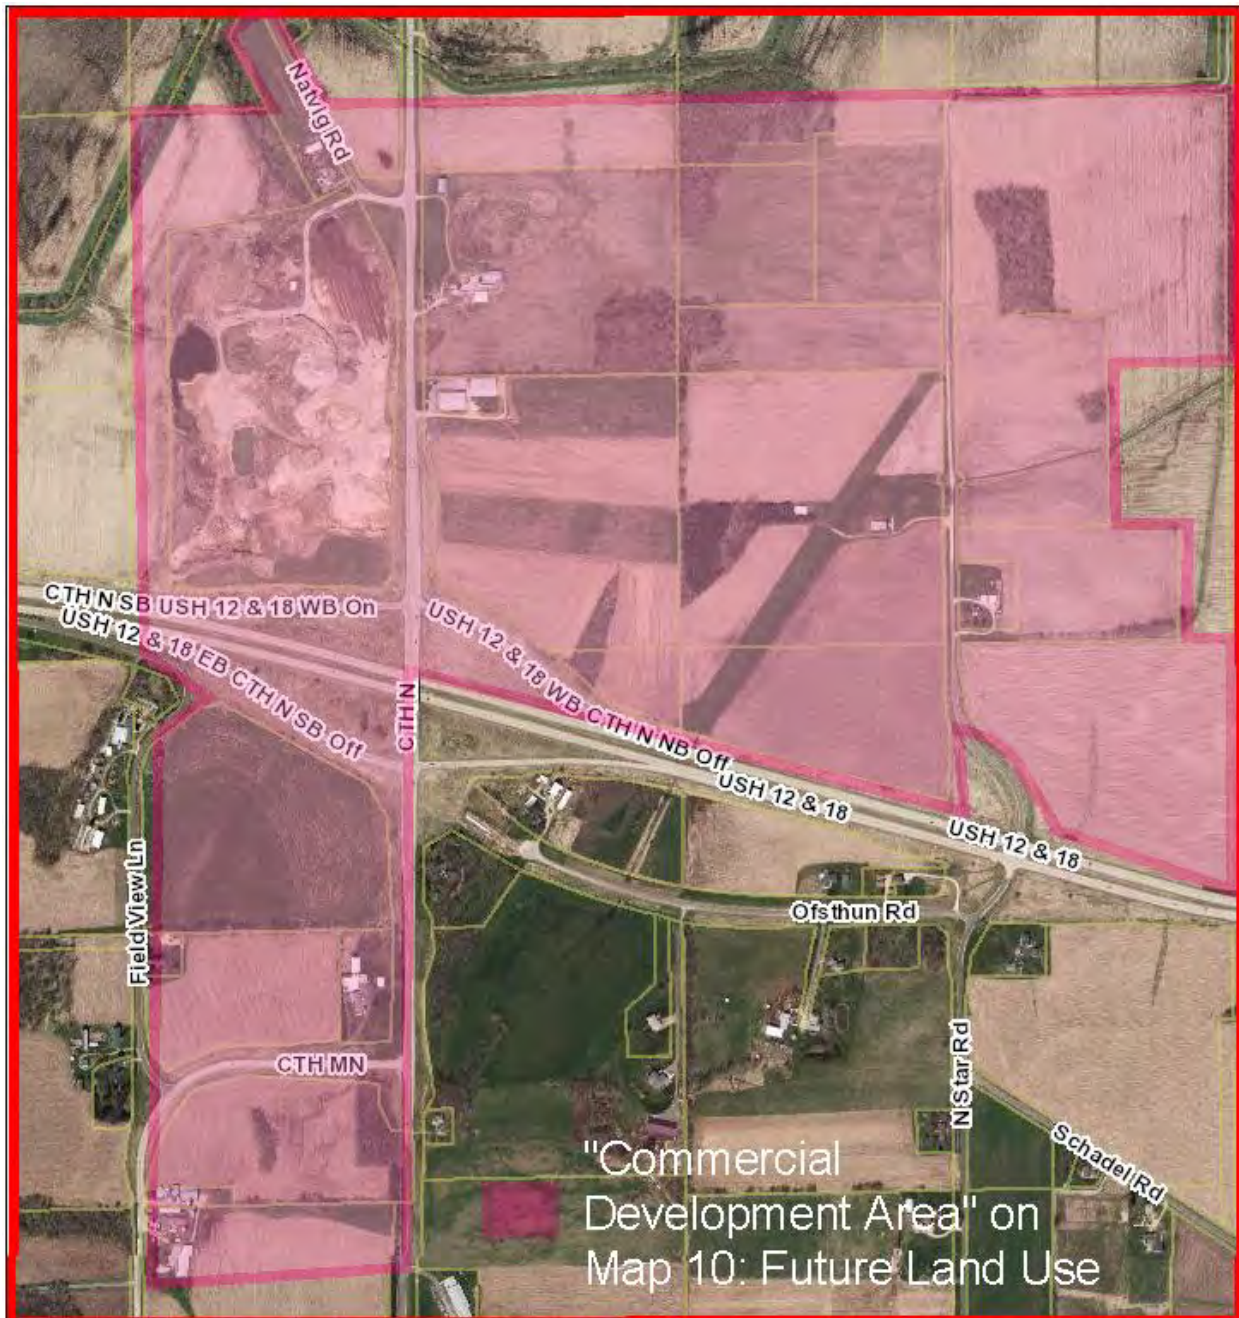 Natvig Rd
CTH N SB USH 12 & 18 WB On
USH 12 & 18 EB CTH N SB Off
CTH N
USH 12 & 18 WB CTH N NB Off
USH 12 & 18
USH 12 & 18
Field View Ln
Ofsthun Rd
CTH MN
N Star Rd
Schadel Rd
"Commercial
Development Area" on
Map 10: Future Land Use